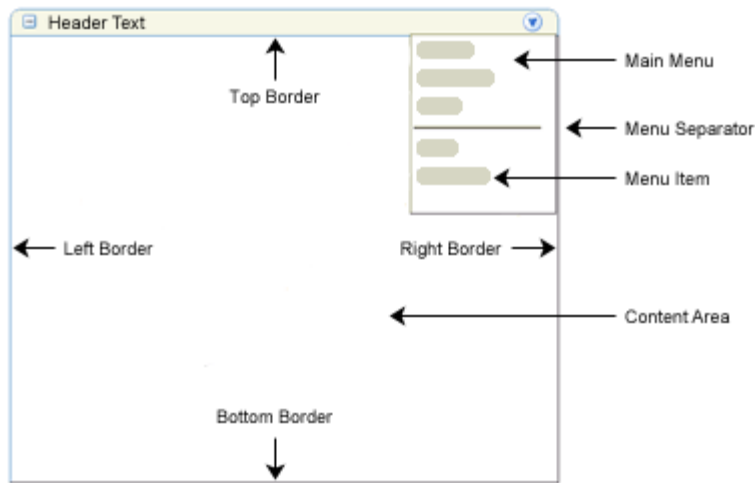 Header Text
Main Menu
Top Border
Menu Separator
Menu Item
Left Border
Right Border
Content Area
Bottom Border